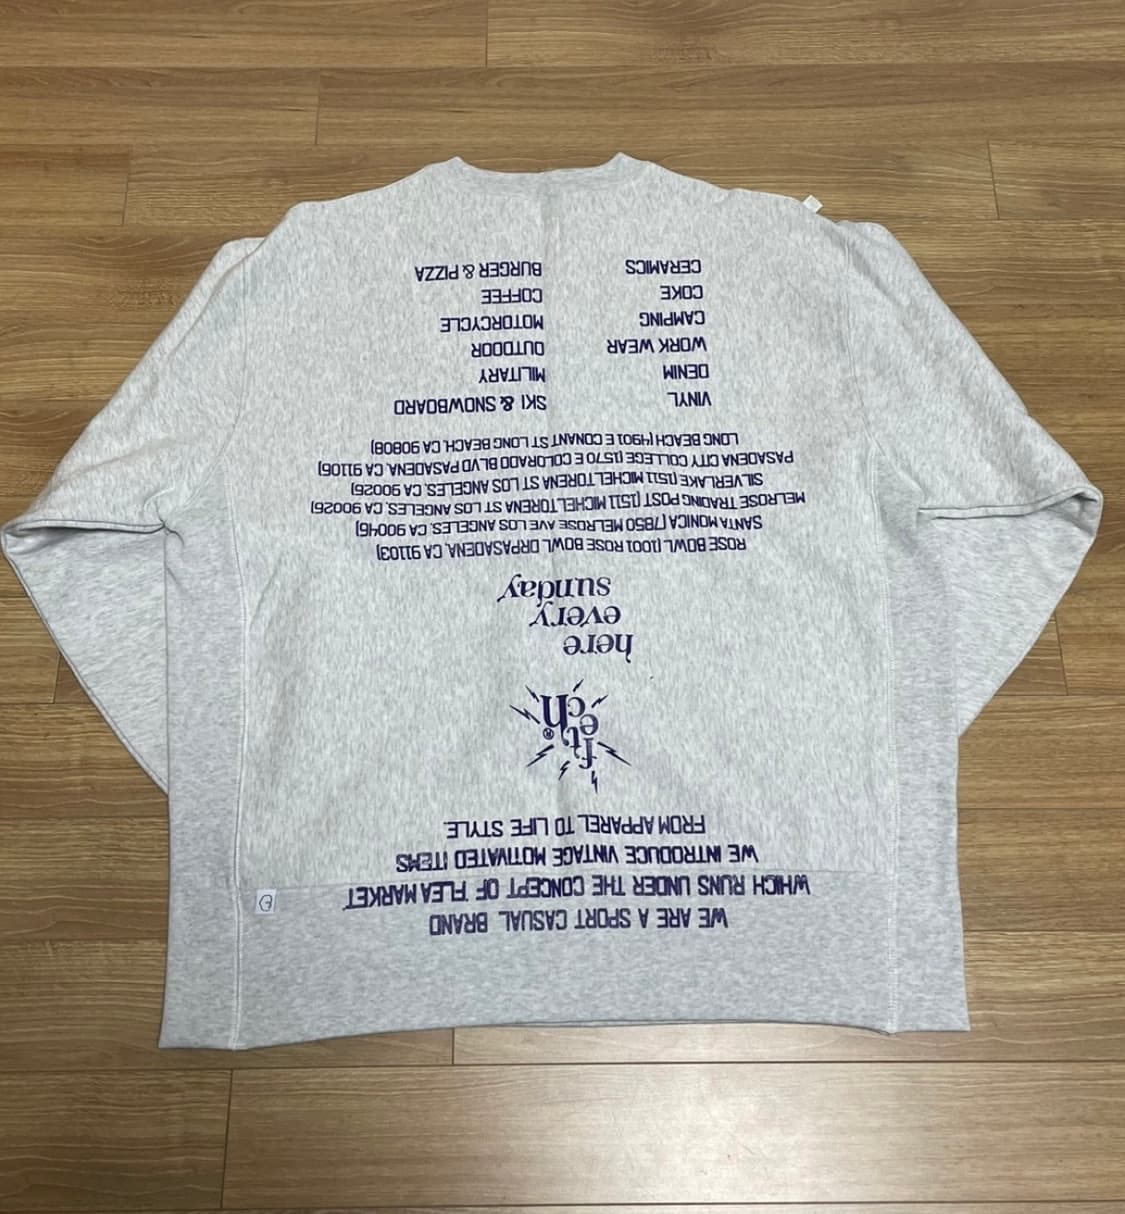 WE ARE A SPORT CASUAL BRAND
WHICH RUNS UNDER THE CONCEPT OF "FLEA MARKET".
WE INTRODUCE VINTAGE MOTIVATED ITEMS
FROM APPAREL TO LIFE STYLE.
ft®
ech
here
every
sunday
ROSE BOWL (1001 ROSE BOWL DRPASADENA, CA 91103)
SANTA MONICA (7850 MELROSE AVE LOS ANGELES, CA 90046)
MELROSE TRADING POST (1511 MICHELTORENA ST LOS ANGELES, CA 90026)
SILVERLAKE (1511 MICHELTORENA ST LOS ANGELES, CA 90026)
PASADENA CITY COLLEGE (1570 E COLORADO BLVD PASADENA, CA 91106)
LONG BEACH (4901 E CONANT ST LONG BEACH, CA 90808)
VINYL SKI & SNOWBOARD
DENIM MILITARY
WORK WEAR OUTDOOR
CAMPING MOTORCYCLE
COKE COFFEE
CERAMICS BURGER & PIZZA